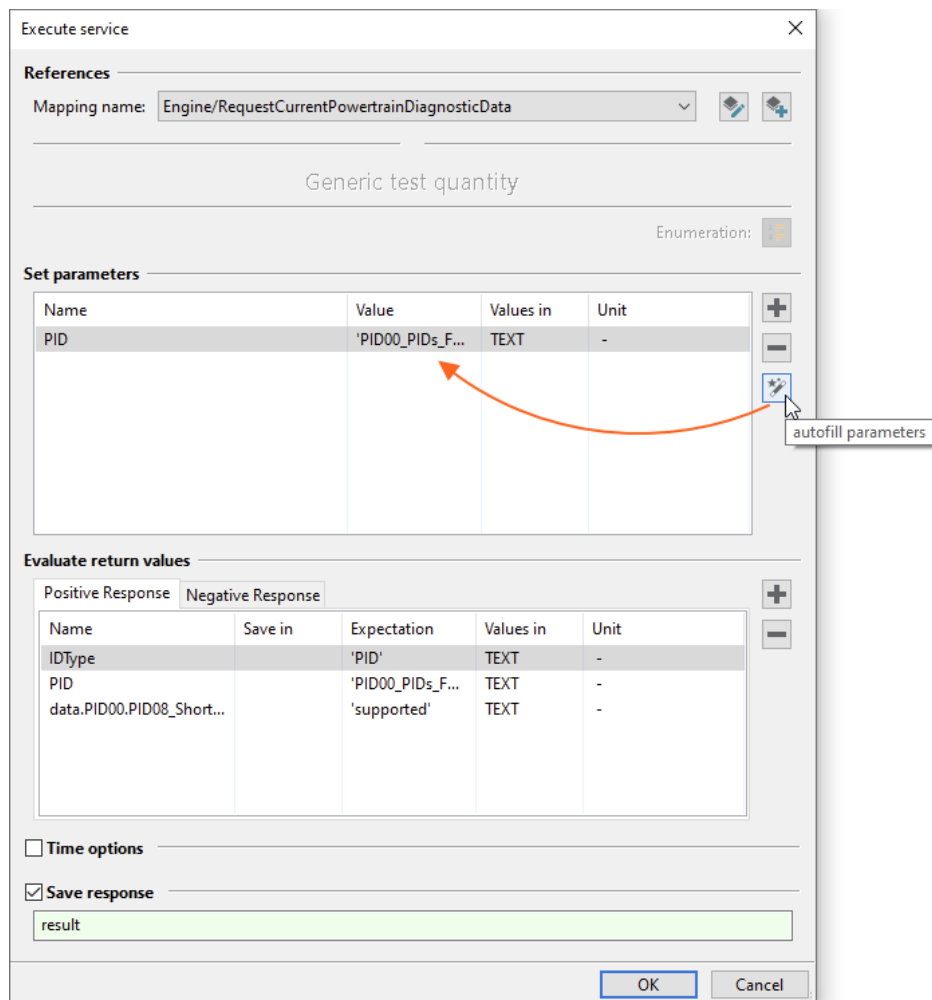 Execute service
References
Mapping name: Engine/RequestCurrentPowertrainDiagnosticData
Generic test quantity
Enumeration:
Set parameters
Name Value Values in Unit
PID 'PID00_PIDs_F... TEXT -
autofill parameters
Evaluate return values
Positive Response Negative Response
Name Save in Expectation Values in Unit
IDType 'PID' TEXT -
PID 'PID00_PIDs_F... TEXT -
data.PID00.PID08_Short... 'supported' TEXT -
Time options
Save response
result
OK Cancel